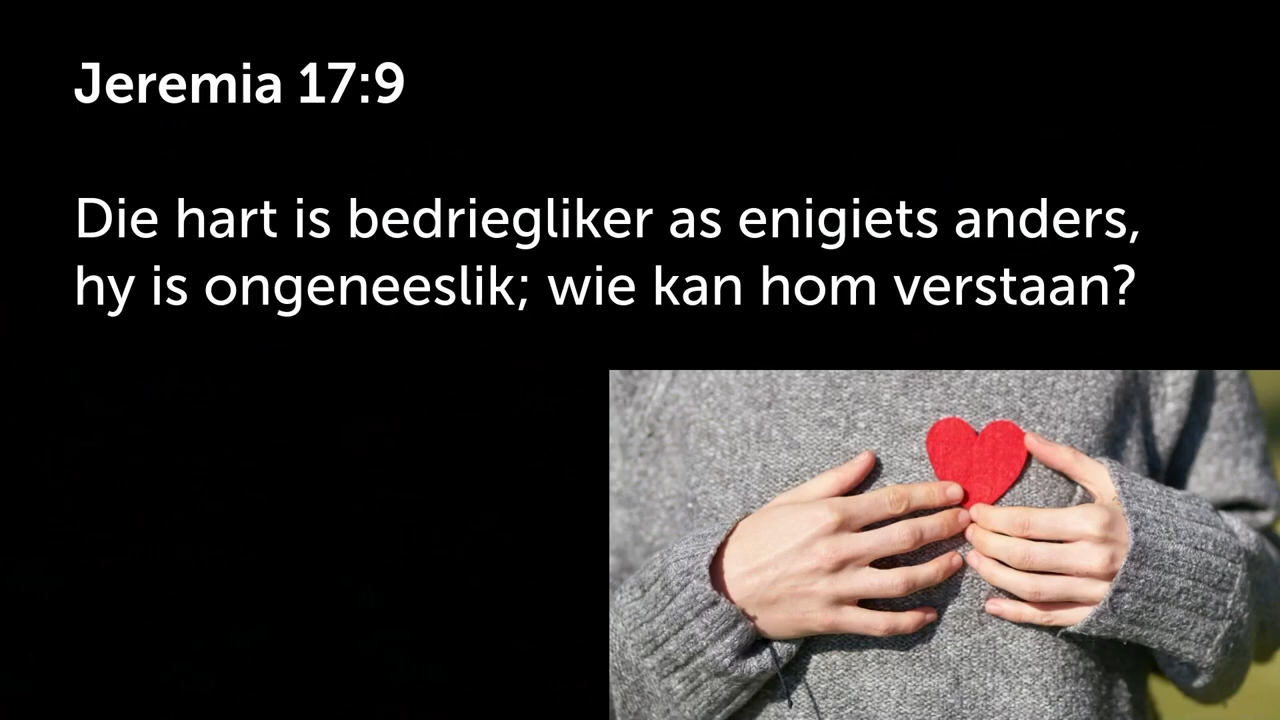 Jeremia 17:9
Die hart is bedriegliker as enigiets anders,
hy is ongeneeslik; wie kan hom verstaan?